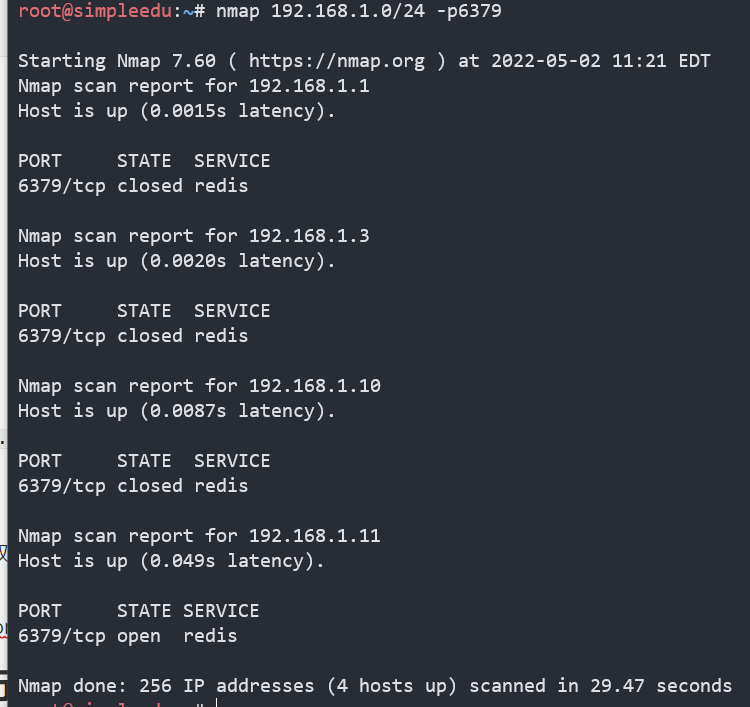 root@simpleedu:~# nmap 192.168.1.0/24 -p6379
Starting Nmap 7.60 ( https://nmap.org ) at 2022-05-02 11:21 EDT
Nmap scan report for 192.168.1.1
Host is up (0.0015s latency).
PORT     STATE  SERVICE
6379/tcp closed redis
Nmap scan report for 192.168.1.3
Host is up (0.0020s latency).
PORT     STATE  SERVICE
6379/tcp closed redis
Nmap scan report for 192.168.1.10
Host is up (0.0087s latency).
PORT     STATE  SERVICE
6379/tcp closed redis
Nmap scan report for 192.168.1.11
Host is up (0.049s latency).
PORT     STATE SERVICE
6379/tcp open  redis
Nmap done: 256 IP addresses (4 hosts up) scanned in 29.47 seconds